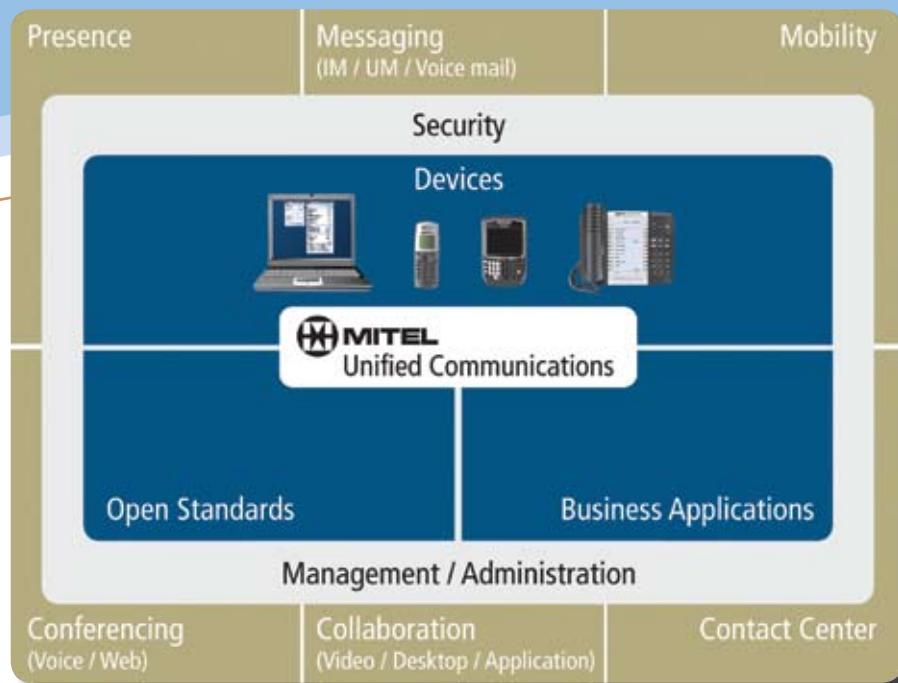 Presence
Messaging
(IM / UM / Voice mail)
Mobility
Security
Devices
MITEL
Unified Communications
Open Standards
Business Applications
Management / Administration
Conferencing
(Voice / Web)
Collaboration
(Video / Desktop / Application)
Contact Center